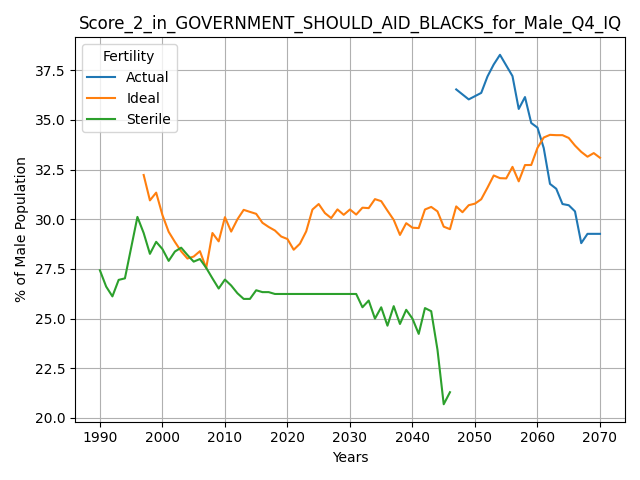 Score_2_in_GOVERNMENT_SHOULD_AID_BLACKS_for_Male_Q4_IQ
Fertility
Actual
Ideal
Sterile
% of Male Population
37.5
35.0
32.5
30.0
27.5
25.0
22.5
20.0
1990 2000 2010 2020 2030 2040 2050 2060 2070
Years